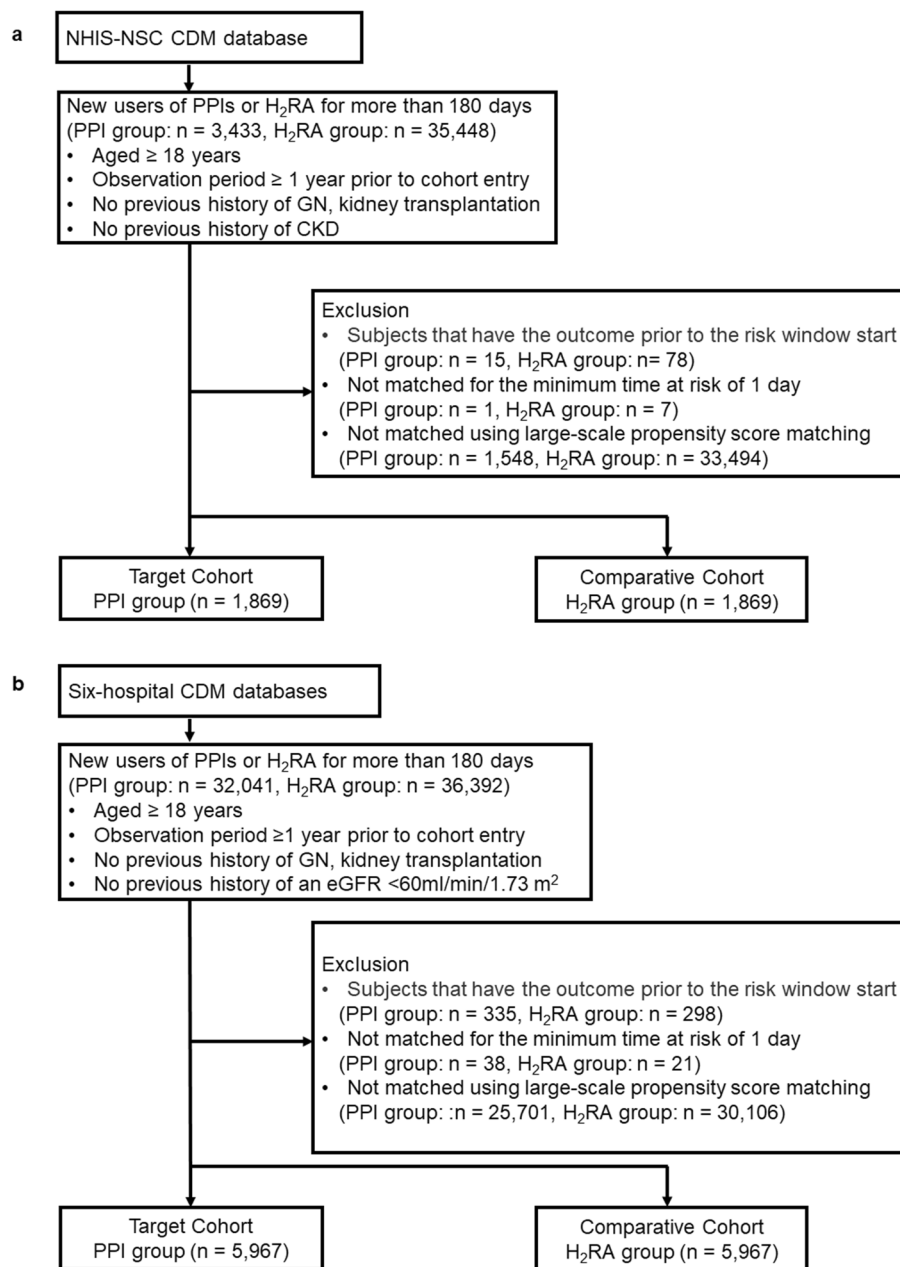 a
NHIS-NSC CDM database
New users of PPIs or H₂RA for more than 180 days
(PPI group: n = 3,433, H₂RA group: n = 35,448)
• Aged ≥ 18 years
• Observation period ≥ 1 year prior to cohort entry
• No previous history of GN, kidney transplantation
• No previous history of CKD
Exclusion
• Subjects that have the outcome prior to the risk window start
(PPI group: n = 15, H₂RA group: n= 78)
• Not matched for the minimum time at risk of 1 day
(PPI group: n = 1, H₂RA group: n = 7)
• Not matched using large-scale propensity score matching
(PPI group: n = 1,548, H₂RA group: n = 33,494)
Target Cohort
PPI group (n = 1,869)
Comparative Cohort
H₂RA group (n = 1,869)
b
Six-hospital CDM databases
New users of PPIs or H₂RA for more than 180 days
(PPI group: n = 32,041, H₂RA group: n = 36,392)
• Aged ≥ 18 years
• Observation period ≥1 year prior to cohort entry
• No previous history of GN, kidney transplantation
• No previous history of an eGFR <60ml/min/1.73 m²
Exclusion
• Subjects that have the outcome prior to the risk window start
(PPI group: n = 335, H₂RA group: n = 298)
• Not matched for the minimum time at risk of 1 day
(PPI group: n = 38, H₂RA group: n = 21)
• Not matched using large-scale propensity score matching
(PPI group: :n = 25,701, H₂RA group: n = 30,106)
Target Cohort
PPI group (n = 5,967)
Comparative Cohort
H₂RA group (n = 5,967)